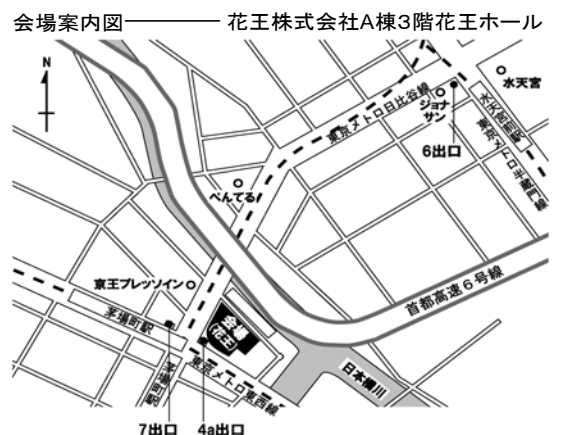 会場案内図――――― 花王株式会社A棟3階花王ホール
N
水天宮
ジョナ
サン
6出口
水天宮前駅
東京メトロ半蔵門線
東京メトロ日比谷線
ぺんてる
京王プレッソイン
首都高速6号線
茅場町駅
会場
(花王)
東京メトロ東西線
日本橋川
茅場町駅
7出口
4a出口